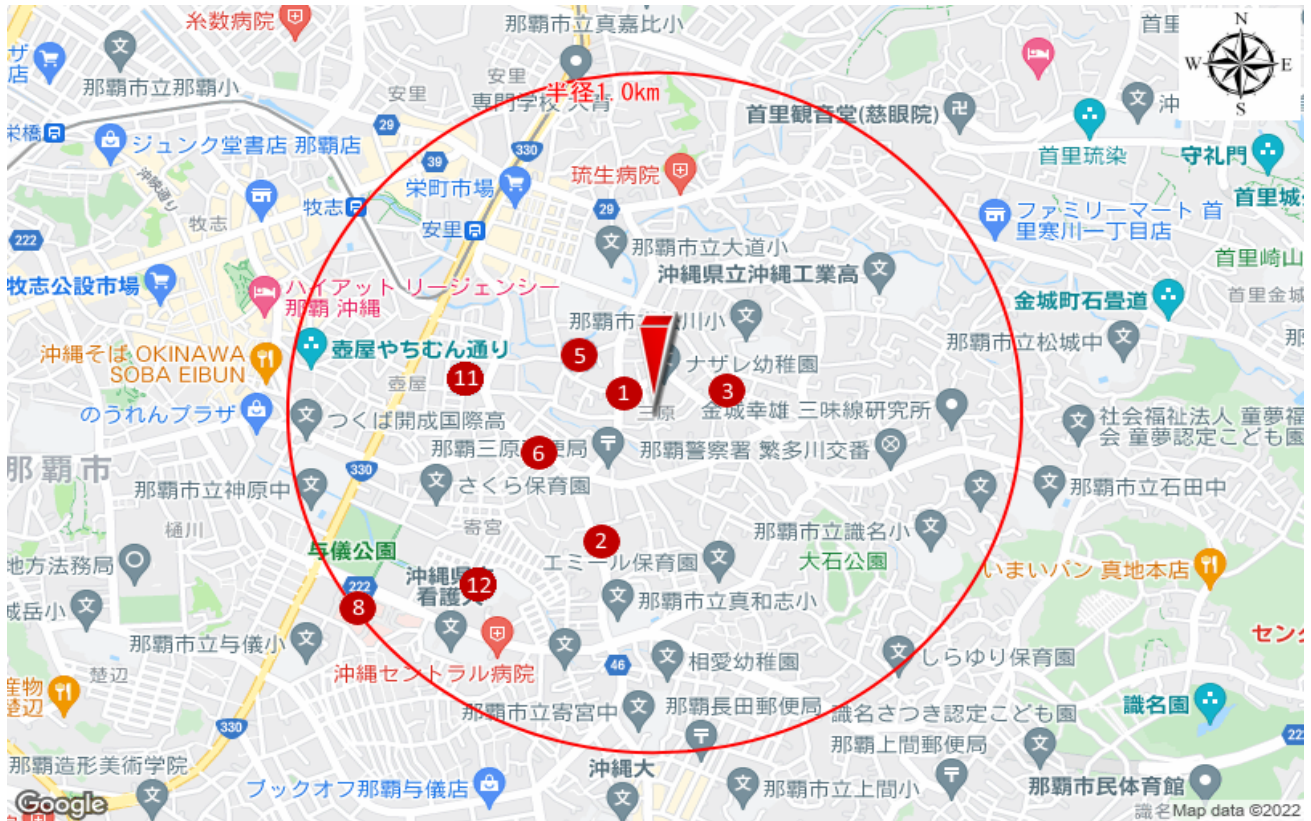 糸数病院
那覇市立真嘉比小
首里
N
W
E
S
ザ
店
那覇市立那覇小
安里
安里
半径1.0km
専門学校 大育
首里観音堂(慈眼院)
沖
29
栄橋
ジュンク堂書店 那覇店
330
首里琉染
守礼門
沖映通り
39
栄町市場
琉生病院
首里城
牧志
牧志
29
ファミリーマート 首
里寒川一丁目店
222
安里
那覇市立大道小
首里崎山
牧志公設市場
ハイアット リージェンシー
那覇 沖縄
沖縄県立沖縄工業高
金城町石畳道
首里金城
那覇市
川小
沖縄そば OKINAWA
SOBA EIBUN
壺屋やちむん通り
5
ナザレ幼稚園
那覇市立松城中
壺屋
11
1
3
のうれんプラザ
つくば開成国際高
三原
金城幸雄 三味線研究所
社会福祉法人 童夢福
会 童夢認定こども園
那覇市
那覇三原
便局
6
那覇警察署 繁多川交番
330
那覇市立神原中
さくら保育園
那覇市立石田中
樋川
寄宮
2
那覇市立識名小
地方法務局
与儀公園
エミール保育園
大石公園
いまいパン 真地本店
222
沖縄県
看護大
12
城岳小
8
那覇市立真和志小
那覇市立与儀小
センタ
楚辺
沖縄セントラル病院
46
相愛幼稚園
しらゆり保育園
産物
楚辺
330
那覇市立寄宮中
那覇長田郵便局
識名さつき認定こども園
識名園
222
那覇造形美術学院
沖縄大
那覇上間郵便局
ブックオフ那覇与儀店
那覇市立上間小
那覇市民体育館
Google
識名
Map data ©2022